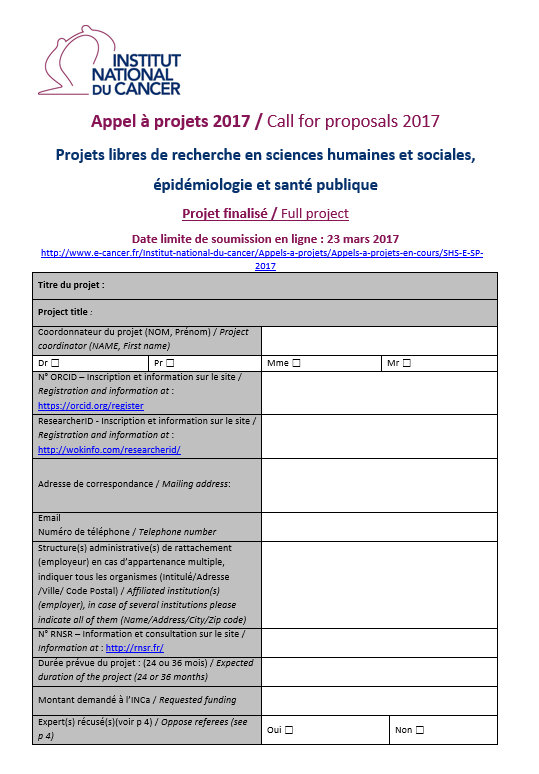 INSTITUT
NATIONAL
DU CANCER
Appel à projets 2017 / Call for proposals 2017
Projets libres de recherche en sciences humaines et sociales,
épidémiologie et santé publique
Projet finalisé / Full project
Date limite de soumission en ligne : 23 mars 2017
http://www.e-cancer.fr/Institut-national-du-cancer/Appels-a-projets/Appels-a-projets-en-cours/SHS-E-SP-
2017
Titre du projet :
Project title :
Coordonnateur du projet (NOM, Prénom) / Project
coordinator (NAME, First name)
Dr ☐ Pr ☐ Mme ☐ Mr ☐
N° ORCID – Inscription et information sur le site /
Registration and information at :
https://orcid.org/register
ResearcherID - Inscription et information sur le site /
Registration and information at :
http://wokinfo.com/researcherid/
Adresse de correspondance / Mailing address:
Email
Numéro de téléphone / Telephone number
Structure(s) administrative(s) de rattachement
(employeur) en cas d’appartenance multiple,
indiquer tous les organismes (Intitulé/Adresse
/Ville/ Code Postal) / Affiliated institution(s)
(employer), in case of several institutions please
indicate all of them (Name/Address/City/Zip code)
N° RNSR – Information et consultation sur le site /
Information at : http://rnsr.fr/
Durée prévue du projet : (24 ou 36 mois) / Expected
duration of the project (24 or 36 months)
Montant demandé à l’INCa / Requested funding
Expert(s) récusé(s)(voir p 4) / Oppose referees (see
p 4)
Oui ☐ Non ☐